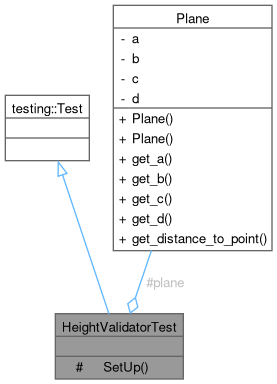 Plane
- a
- b
- c
- d
+ Plane()
+ Plane()
+ get_a()
+ get_b()
+ get_c()
+ get_d()
+ get_distance_to_point()
testing::Test
#plane
HeightValidatorTest
# SetUp()